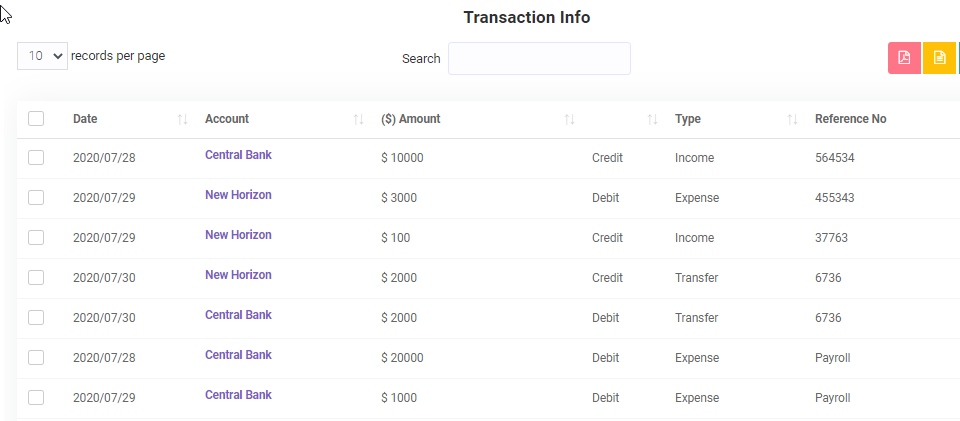 Transaction Info
10 records per page Search
Date Account ($) Amount Type Reference No
2020/07/28 Central Bank $ 10000 Credit Income 564534
2020/07/29 New Horizon $ 3000 Debit Expense 455343
2020/07/29 New Horizon $ 100 Credit Income 37763
2020/07/30 New Horizon $ 2000 Credit Transfer 6736
2020/07/30 Central Bank $ 2000 Debit Transfer 6736
2020/07/28 Central Bank $ 20000 Debit Expense Payroll
2020/07/29 Central Bank $ 1000 Debit Expense Payroll